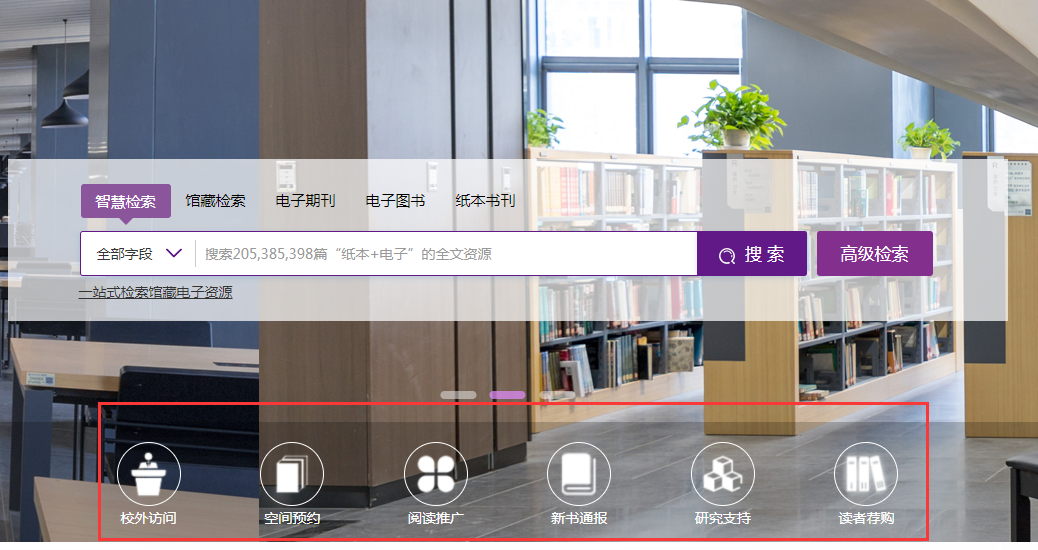 智慧检索 馆藏检索 电子期刊 电子图书 纸本书刊
全部字段 搜索205,385,398篇“纸本+电子”的全文资源 搜 索 高级检索
一站式检索馆藏电子资源
校外访问 空间预约 阅读推广 新书通报 研究支持 读者荐购